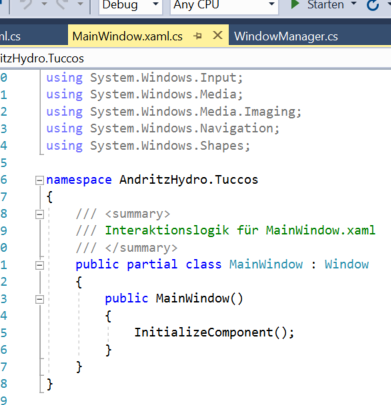 Debug Any CPU Starten
ml.cs MainWindow.xaml.cs WindowManager.cs
itzHydro.Tuccos
0 using System.Windows.Input;
1 using System.Windows.Media;
2 using System.Windows.Media.Imaging;
3 using System.Windows.Navigation;
4 using System.Windows.Shapes;
5
6 namespace AndritzHydro.Tuccos
7 {
8 /// <summary>
9 /// Interaktionslogik für MainWindow.xaml
0 /// </summary>
1 public partial class MainWindow : Window
2 {
3 public MainWindow()
4 {
5 InitializeComponent();
6 }
7 }
8 }
9